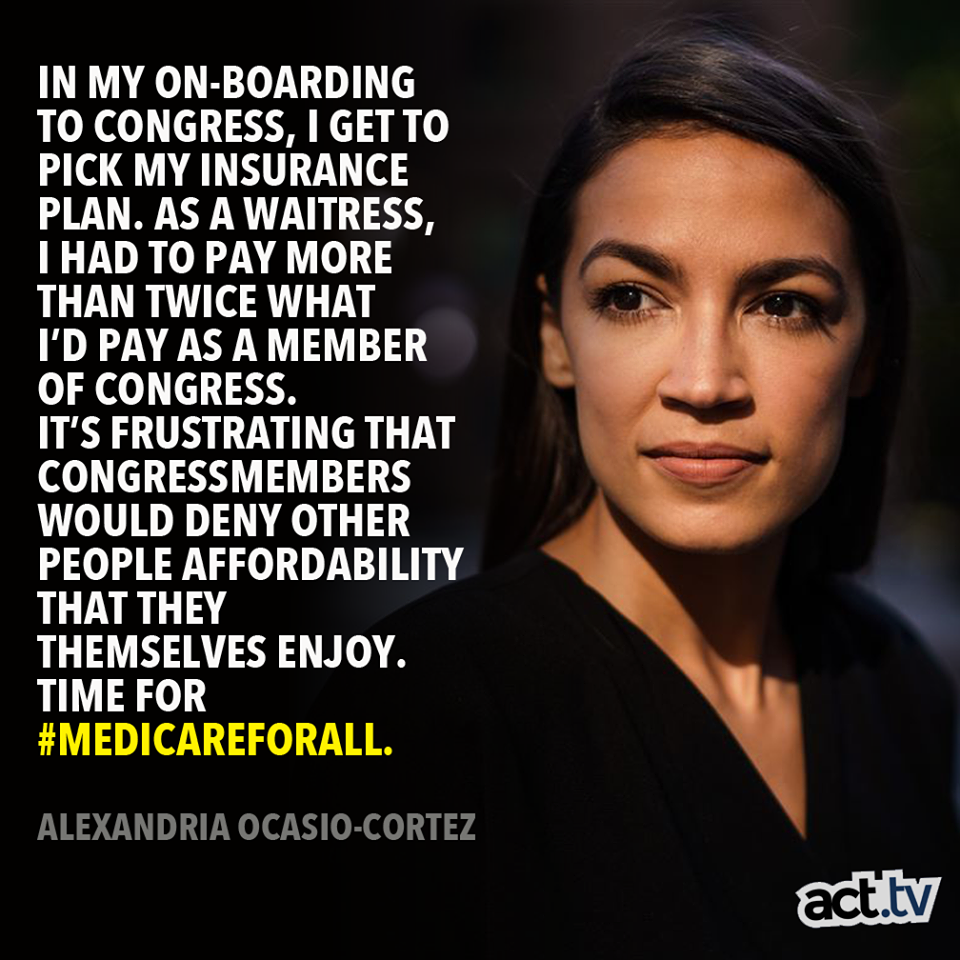 IN MY ON-BOARDING
TO CONGRESS, I GET TO
PICK MY INSURANCE
PLAN. AS A WAITRESS,
I HAD TO PAY MORE
THAN TWICE WHAT
I'D PAY AS A MEMBER
OF CONGRESS.
IT'S FRUSTRATING THAT
CONGRESSMEMBERS
WOULD DENY OTHER
PEOPLE AFFORDABILITY
THAT THEY
THEMSELVES ENJOY.
TIME FOR
#MEDICAREFORALL.
ALEXANDRIA OCASIO-CORTEZ
act.tv